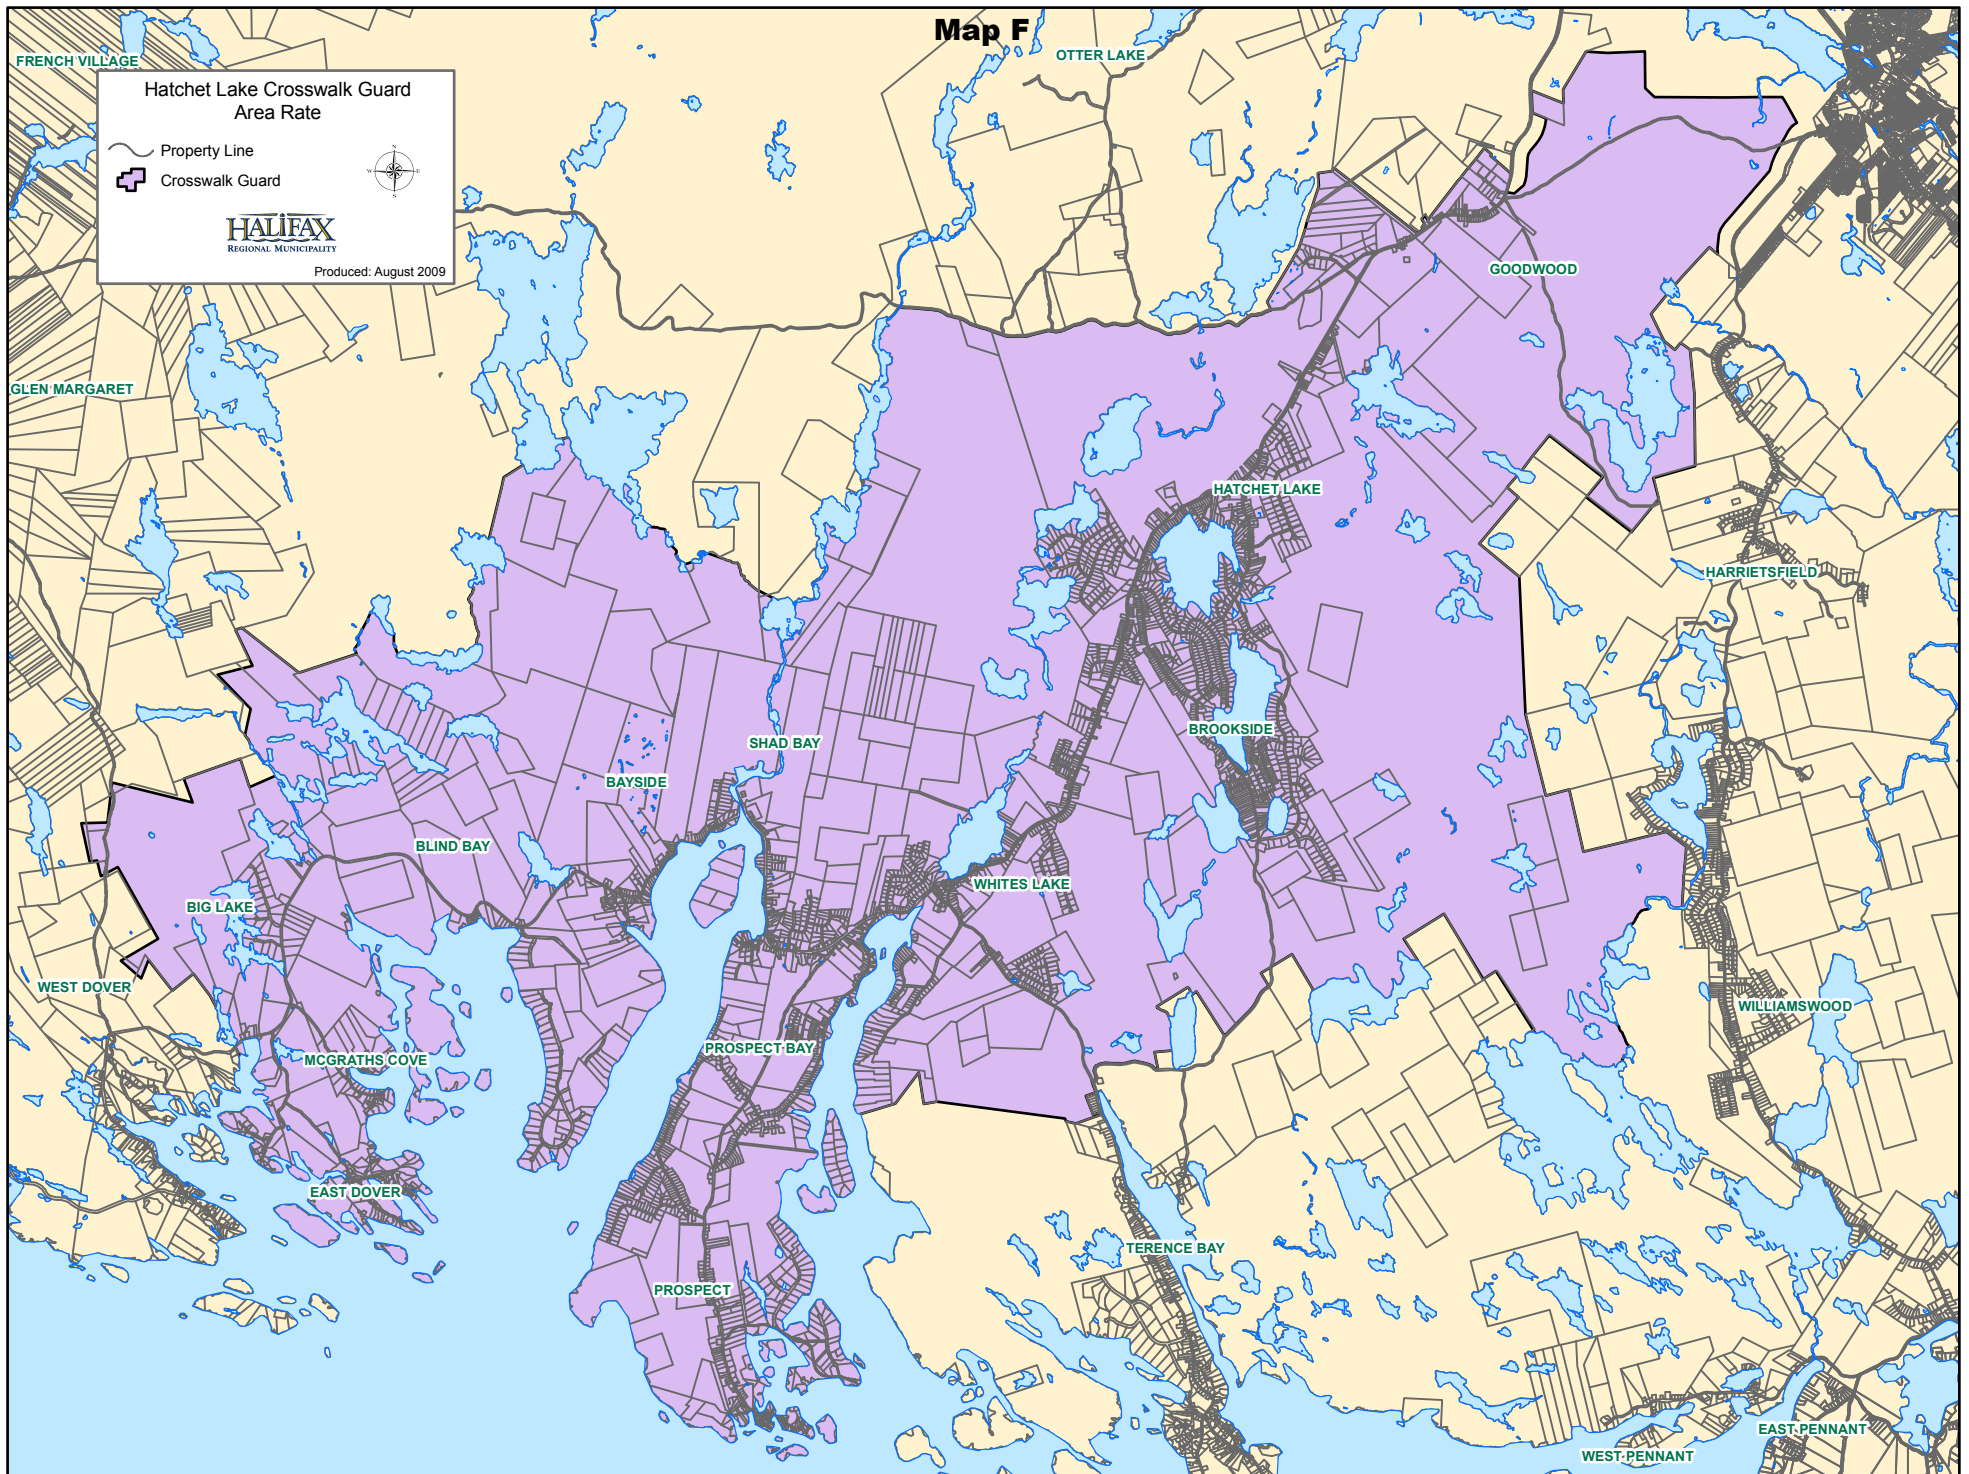 Map F
OTTER LAKE
FRENCH VILLAGE
Hatchet Lake Crosswalk Guard
Area Rate
Property Line
Crosswalk Guard
N
W
E
S
HALIFAX
REGIONAL MUNICIPALITY
Produced: August 2009
GOODWOOD
GLEN MARGARET
HATCHET LAKE
HARRIETSFIELD
BROOKSIDE
SHAD BAY
BAYSIDE
BLIND BAY
WHITES LAKE
BIG LAKE
WEST DOVER
WILLIAMSWOOD
PROSPECT BAY
MCGRATHS COVE
EAST DOVER
TERENCE BAY
PROSPECT
EAST PENNANT
WEST PENNANT